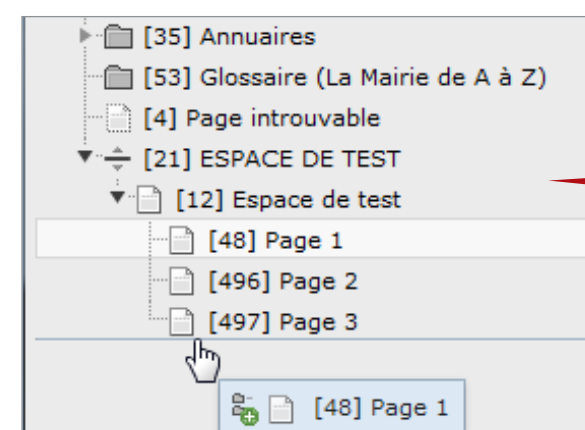 [35] Annuaires
[53] Glossaire (La Mairie de A à Z)
[4] Page introuvable
[21] ESPACE DE TEST
[12] Espace de test
[48] Page 1
[496] Page 2
[497] Page 3
[48] Page 1